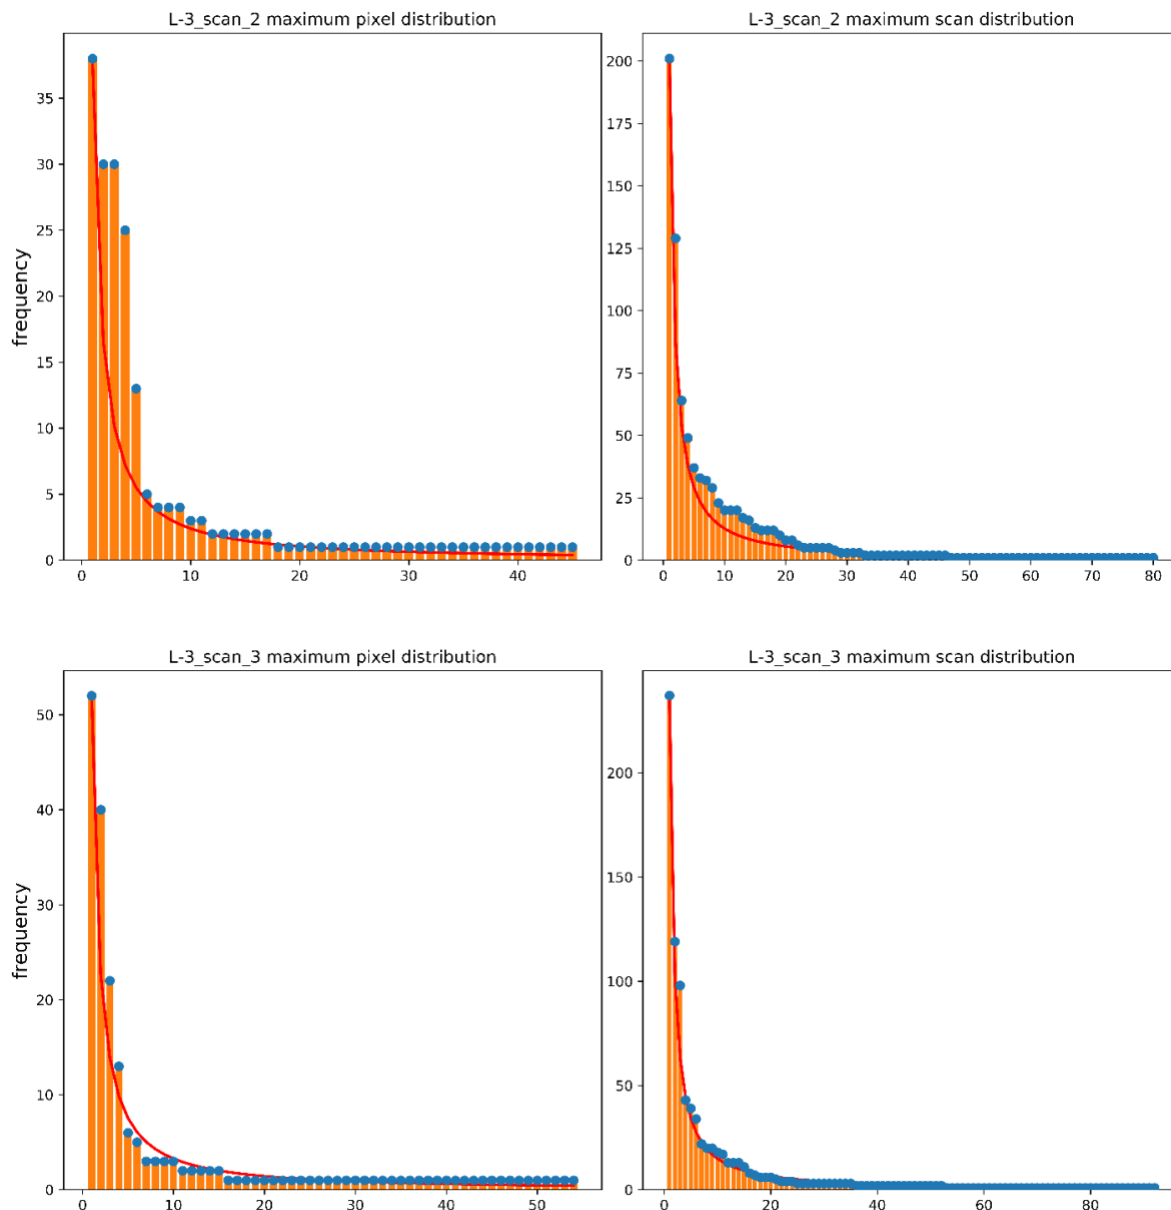 L-3_scan_2 maximum pixel distribution
L-3_scan_2 maximum scan distribution
frequency
35
30
25
20
15
10
5
0
0 10 20 30 40
200
175
150
125
100
75
50
25
0
0 10 20 30 40 50 60 70 80
L-3_scan_3 maximum pixel distribution
L-3_scan_3 maximum scan distribution
frequency
50
40
30
20
10
0
0 10 20 30 40 50
200
150
100
50
0
0 20 40 60 80